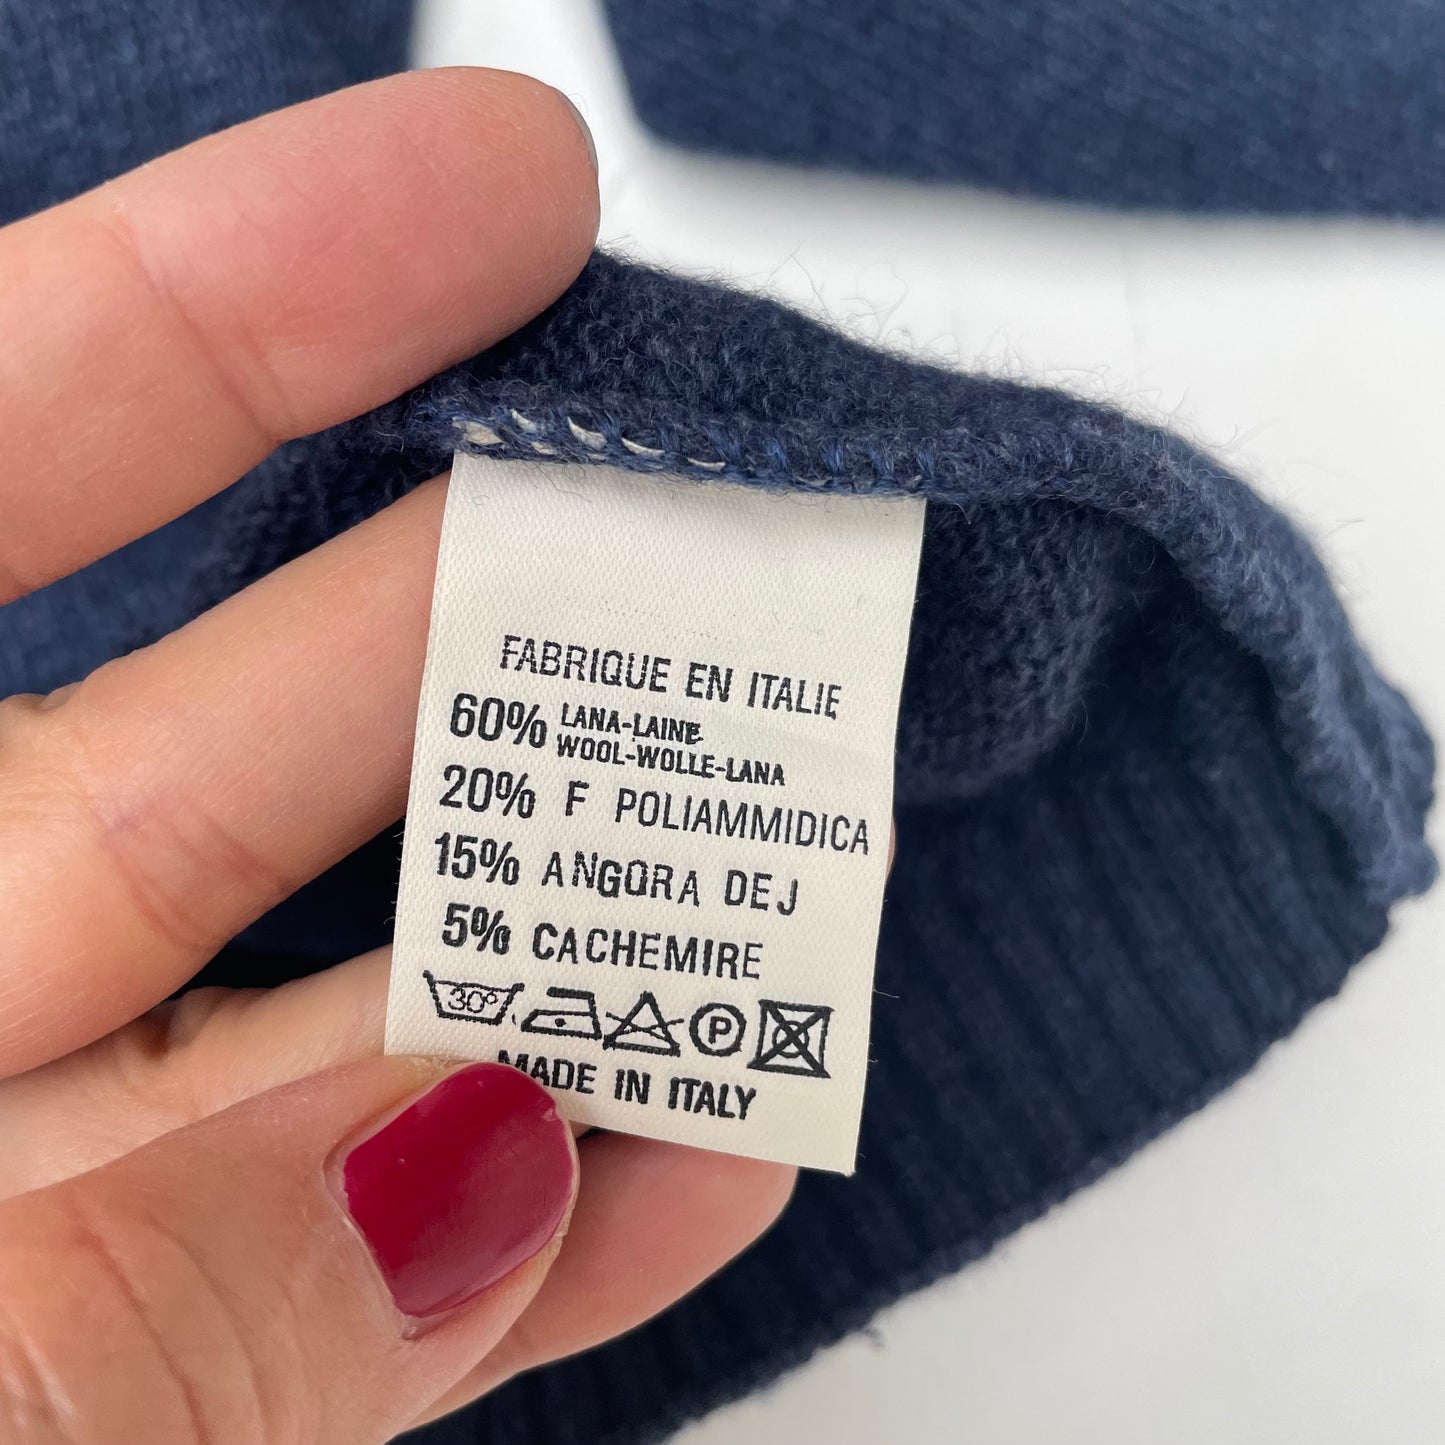 FABRIQUE EN ITALIE
60% LANA-LAINE
WOOL-WOLLE-LANA
20% F POLIAMMIDICA
15% ANGORA DEJ
5% CACHEMIRE
30° P
MADE IN ITALY